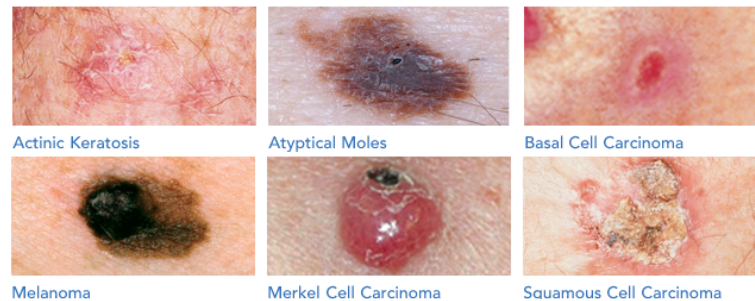 Actinic Keratosis
Atyptical Moles
Basal Cell Carcinoma
Melanoma
Merkel Cell Carcinoma
Squamous Cell Carcinoma